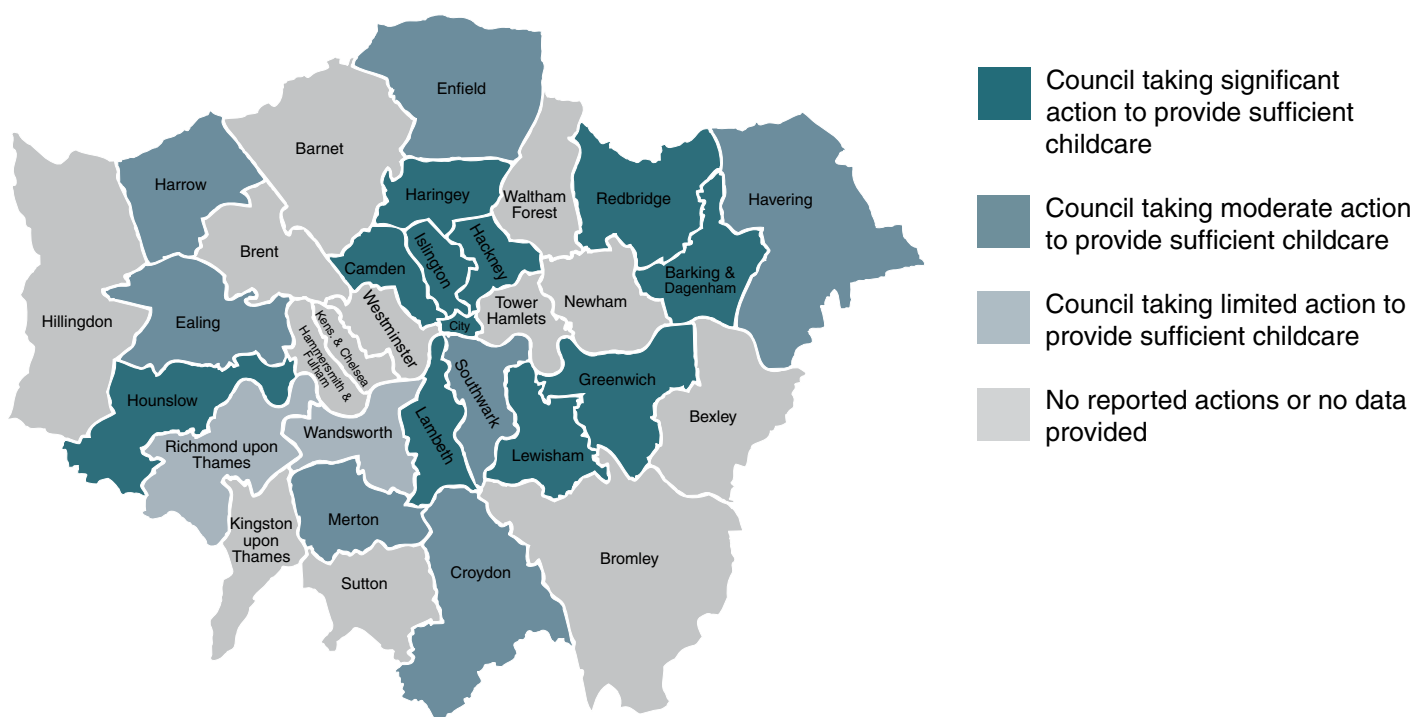 Enfield
Barnet
Harrow
Haringey
Waltham
Forest
Redbridge
Havering
Brent
Camden
Islington
Hackney
Barking &
Dagenham
Hillingdon
Ealing
Westminster
Kens. & Chelsea
Hammersmith &
Fulham
City
Tower
Hamlets
Newham
Hounslow
Richmond upon
Thames
Wandsworth
Lambeth
Southwark
Lewisham
Greenwich
Bexley
Kingston
upon
Thames
Merton
Sutton
Croydon
Bromley
Council taking significant
action to provide sufficient
childcare
Council taking moderate action
to provide sufficient childcare
Council taking limited action to
provide sufficient childcare
No reported actions or no data
provided